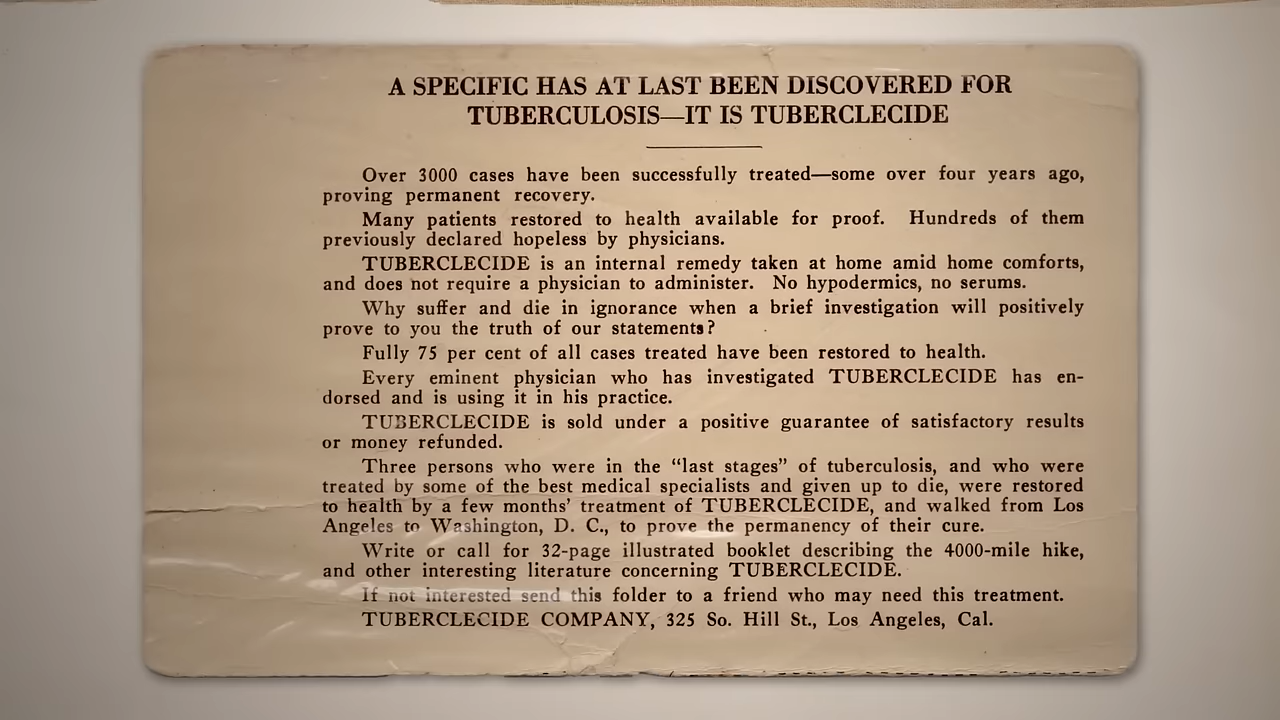 A SPECIFIC HAS AT LAST BEEN DISCOVERED FOR
TUBERCULOSIS—IT IS TUBERCLECIDE
Over 3000 cases have been successfully treated—some over four years ago,
proving permanent recovery.
Many patients restored to health available for proof. Hundreds of them
previously declared hopeless by physicians.
TUBERCLECIDE is an internal remedy taken at home amid home comforts,
and does not require a physician to administer. No hypodermics, no serums.
Why suffer and die in ignorance when a brief investigation will positively
prove to you the truth of our statements?
Fully 75 per cent of all cases treated have been restored to health.
Every eminent physician who has investigated TUBERCLECIDE has en-
dorsed and is using it in his practice.
TUBERCLECIDE is sold under a positive guarantee of satisfactory results
or money refunded.
Three persons who were in the “last stages” of tuberculosis, and who were
treated by some of the best medical specialists and given up to die, were restored
to health by a few months’ treatment of TUBERCLECIDE, and walked from Los
Angeles to Washington, D. C., to prove the permanency of their cure.
Write or call for 32-page illustrated booklet describing the 4000-mile hike,
and other interesting literature concerning TUBERCLECIDE.
If not interested send this folder to a friend who may need this treatment.
TUBERCLECIDE COMPANY, 325 So. Hill St., Los Angeles, Cal.